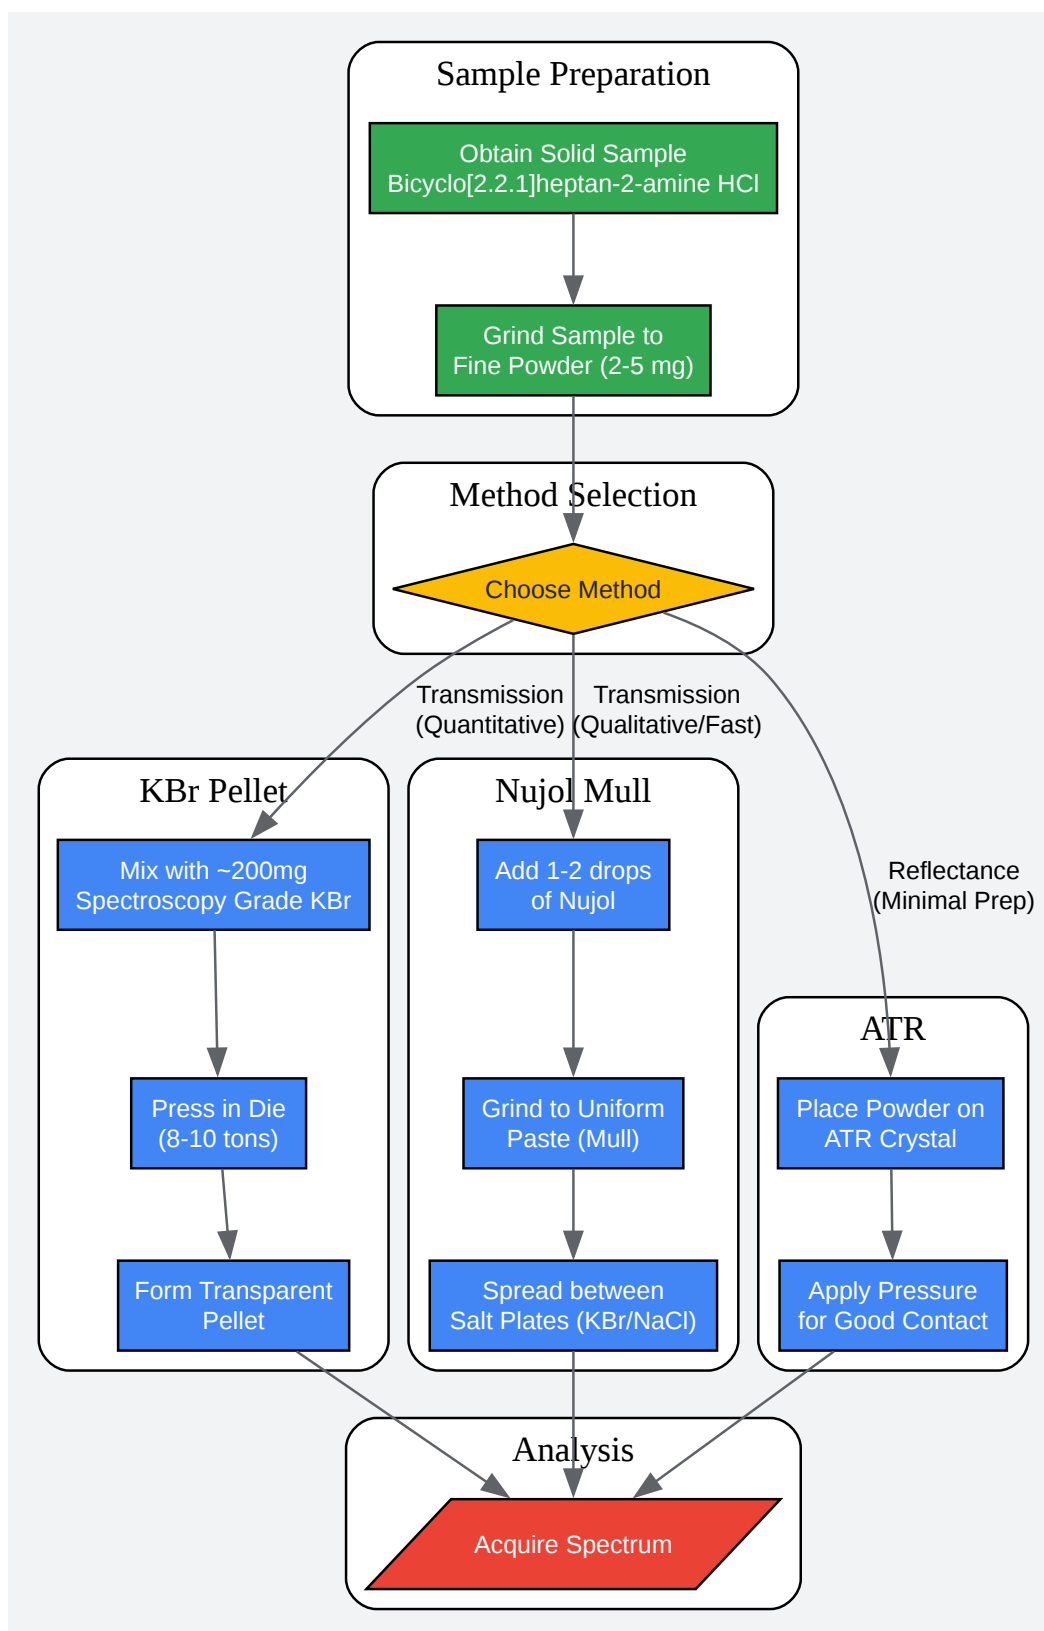 Sample Preparation
Obtain Solid Sample
Bicyclo[2.2.1]heptan-2-amine HCl
Grind Sample to
Fine Powder (2-5 mg)
Method Selection
Choose Method
Transmission
(Quantitative)
Transmission
(Qualitative/Fast)
Reflectance
(Minimal Prep)
KBr Pellet
Mix with ~200mg
Spectroscopy Grade KBr
Press in Die
(8-10 tons)
Form Transparent
Pellet
Nujol Mull
Add 1-2 drops
of Nujol
Grind to Uniform
Paste (Mull)
Spread between
Salt Plates (KBr/NaCl)
ATR
Place Powder on
ATR Crystal
Apply Pressure
for Good Contact
Analysis
Acquire Spectrum